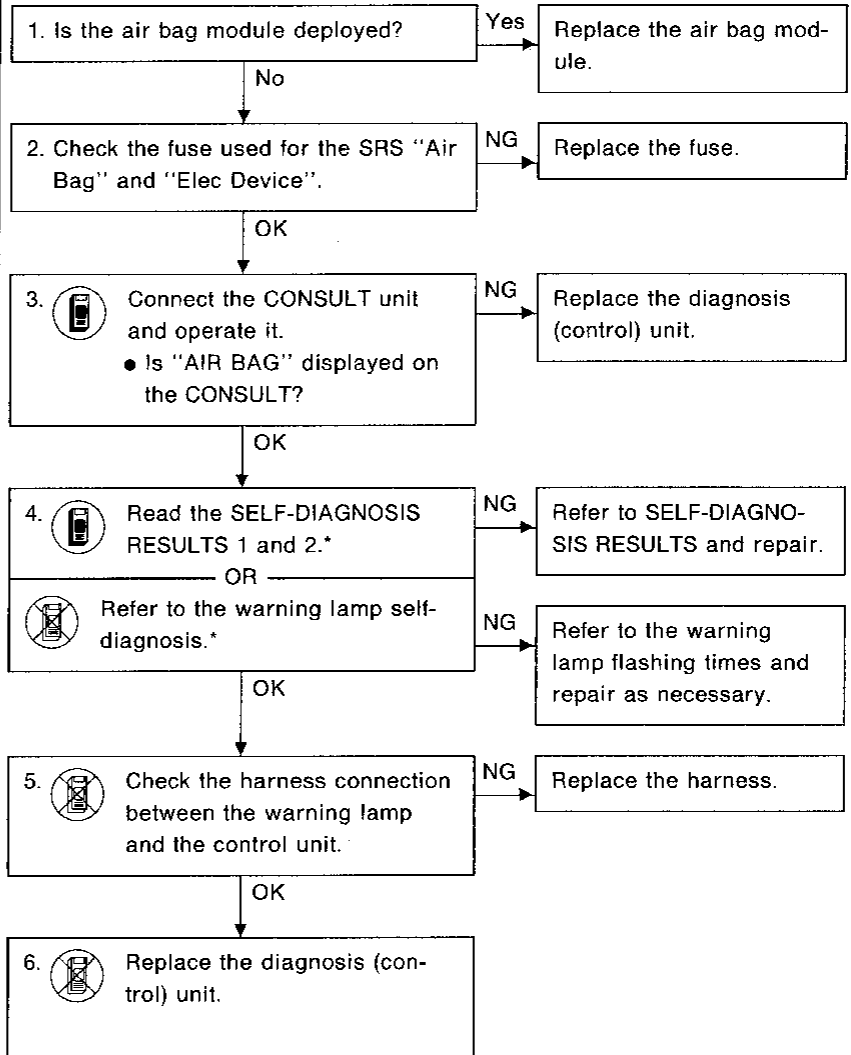 1. Is the air bag module deployed?
Yes
Replace the air bag mod-
ule.
No
2. Check the fuse used for the SRS "Air
Bag" and "Elec Device".
NG
Replace the fuse.
OK
3. Connect the CONSULT unit
and operate it.
● Is "AIR BAG" displayed on
the CONSULT?
NG
Replace the diagnosis
(control) unit.
OK
4. Read the SELF-DIAGNOSIS
RESULTS 1 and 2.*
NG
Refer to SELF-DIAGNO-
SIS RESULTS and repair.
OR
Refer to the warning lamp self-
diagnosis.*
NG
Refer to the warning
lamp flashing times and
repair as necessary.
OK
5. Check the harness connection
between the warning lamp
and the control unit.
NG
Replace the harness.
OK
6. Replace the diagnosis (con-
trol) unit.